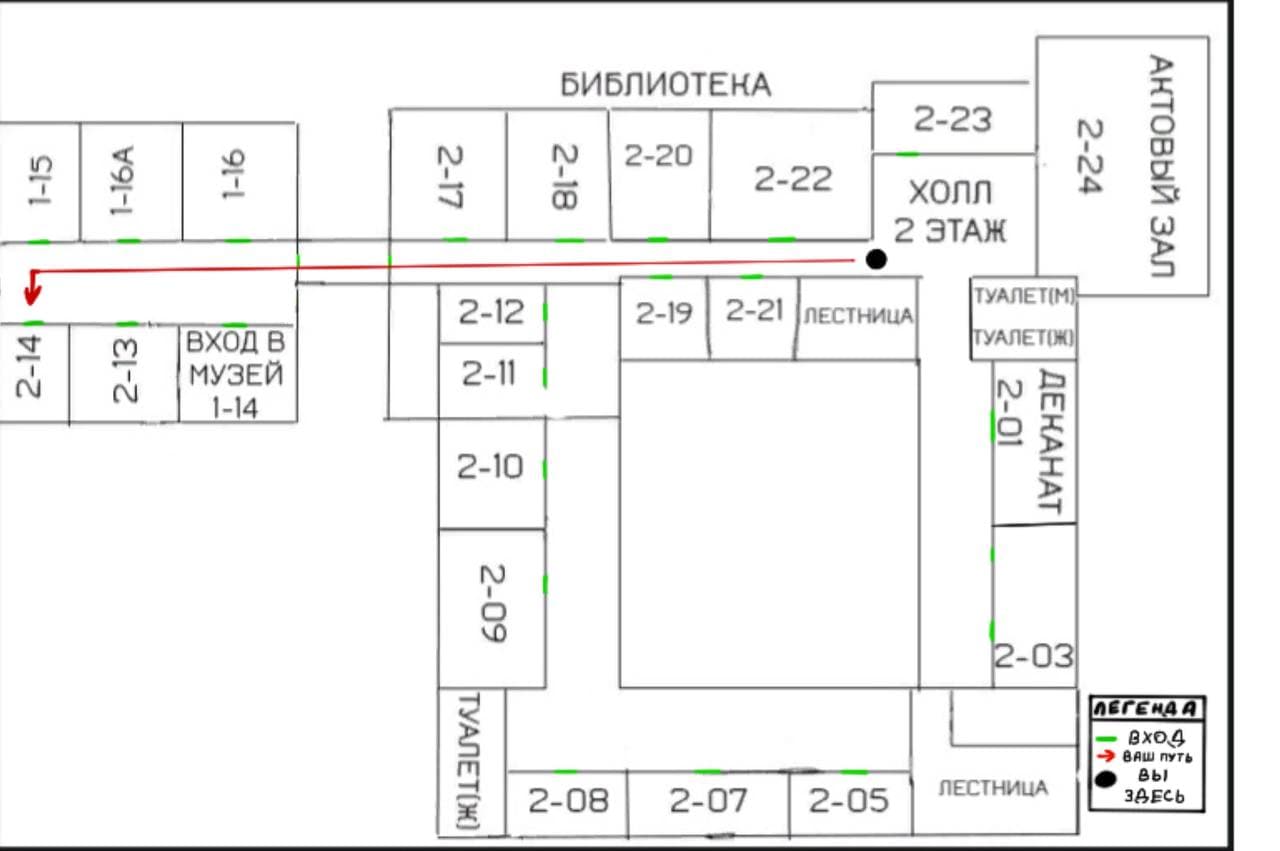 БИБЛИОТЕКА
АКТОВЫЙ ЗАЛ
2-24
2-23
ХОЛЛ
2 ЭТАЖ
1-15
1-16А
1-16
2-17
2-18
2-20
2-22
2-14
2-13
ВХОД В
МУЗЕЙ
1-14
2-12
2-11
2-10
2-09
2-19
2-21
ЛЕСТНИЦА
ТУАЛЕТ(М)
ТУАЛЕТ(Ж)
ДЕКАНАТ
2-01
2-03
ТУАЛЕТ(Ж)
2-08
2-07
2-05
ЛЕСТНИЦА
ЛЕГЕНДА
ВХОД
ВАШ ПУТЬ
ВЫ
ЗДЕСЬ